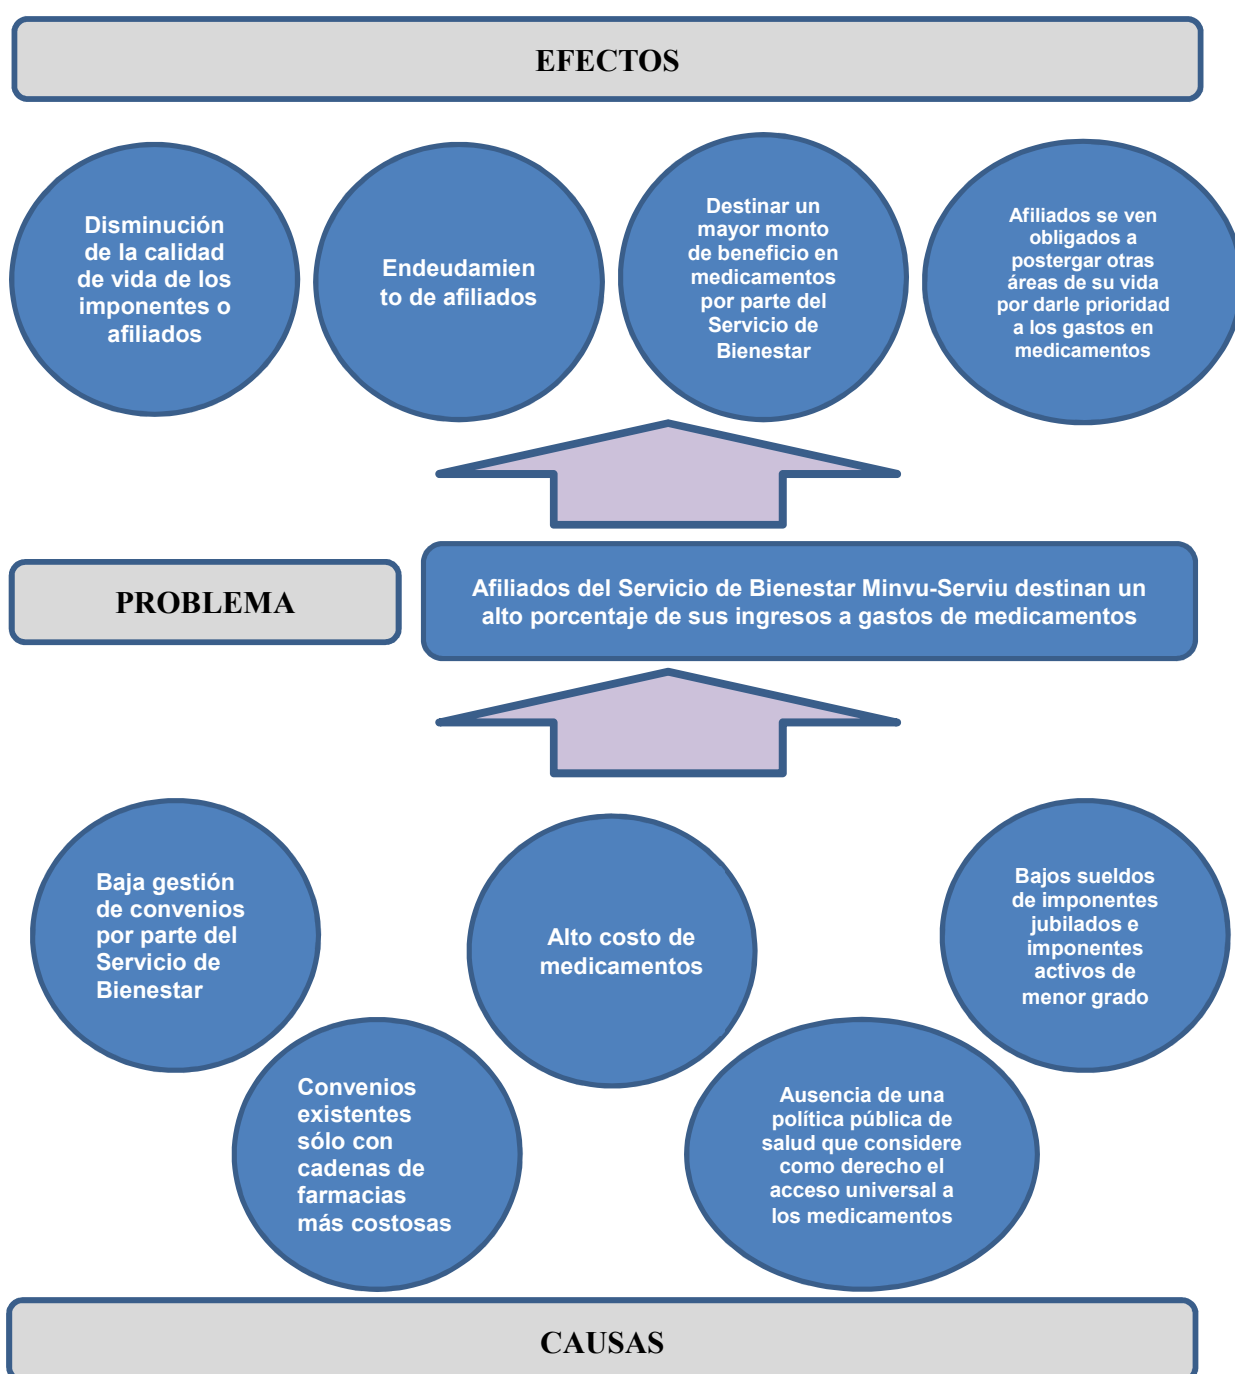 EFECTOS
Disminución
de la calidad
de vida de los
imponentes o
afiliados
Endeudamien
to de afiliados
Destinar un
mayor monto
de beneficio en
medicamentos
por parte del
Servicio de
Bienestar
Afiliados se ven
obligados a
postergar otras
áreas de su vida
por darle prioridad
a los gastos en
medicamentos
PROBLEMA
Afiliados del Servicio de Bienestar Minvu-Serviu destinan un
alto porcentaje de sus ingresos a gastos de medicamentos
Baja gestión
de convenios
por parte del
Servicio de
Bienestar
Convenios
existentes
sólo con
cadenas de
farmacias
más costosas
Alto costo de
medicamentos
Ausencia de una
política pública de
salud que considere
como derecho el
acceso universal a
los medicamentos
Bajos sueldos
de imponentes
jubilados e
imponentes
activos de
menor grado
CAUSAS